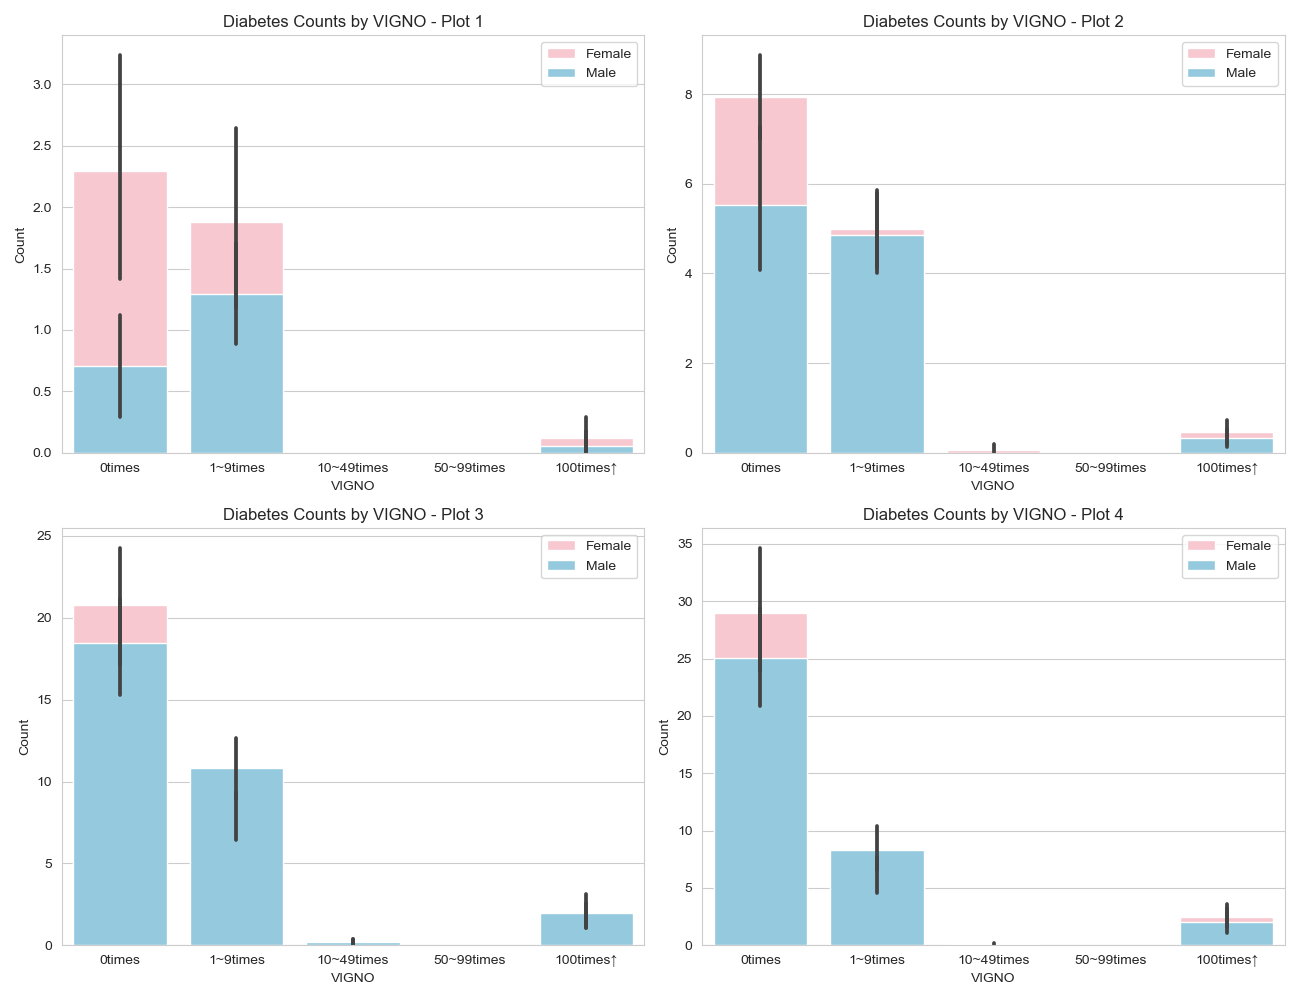 Diabetes Counts by VIGNO - Plot 1
Female
Male
Count
3.0
2.5
2.0
1.5
1.0
0.5
0.0
0times 1~9times 10~49times 50~99times 100times↑
VIGNO
Diabetes Counts by VIGNO - Plot 2
Female
Male
Count
8
6
4
2
0
0times 1~9times 10~49times 50~99times 100times↑
VIGNO
Diabetes Counts by VIGNO - Plot 3
Female
Male
Count
25
20
15
10
5
0
0times 1~9times 10~49times 50~99times 100times↑
VIGNO
Diabetes Counts by VIGNO - Plot 4
Female
Male
Count
35
30
25
20
15
10
5
0
0times 1~9times 10~49times 50~99times 100times↑
VIGNO